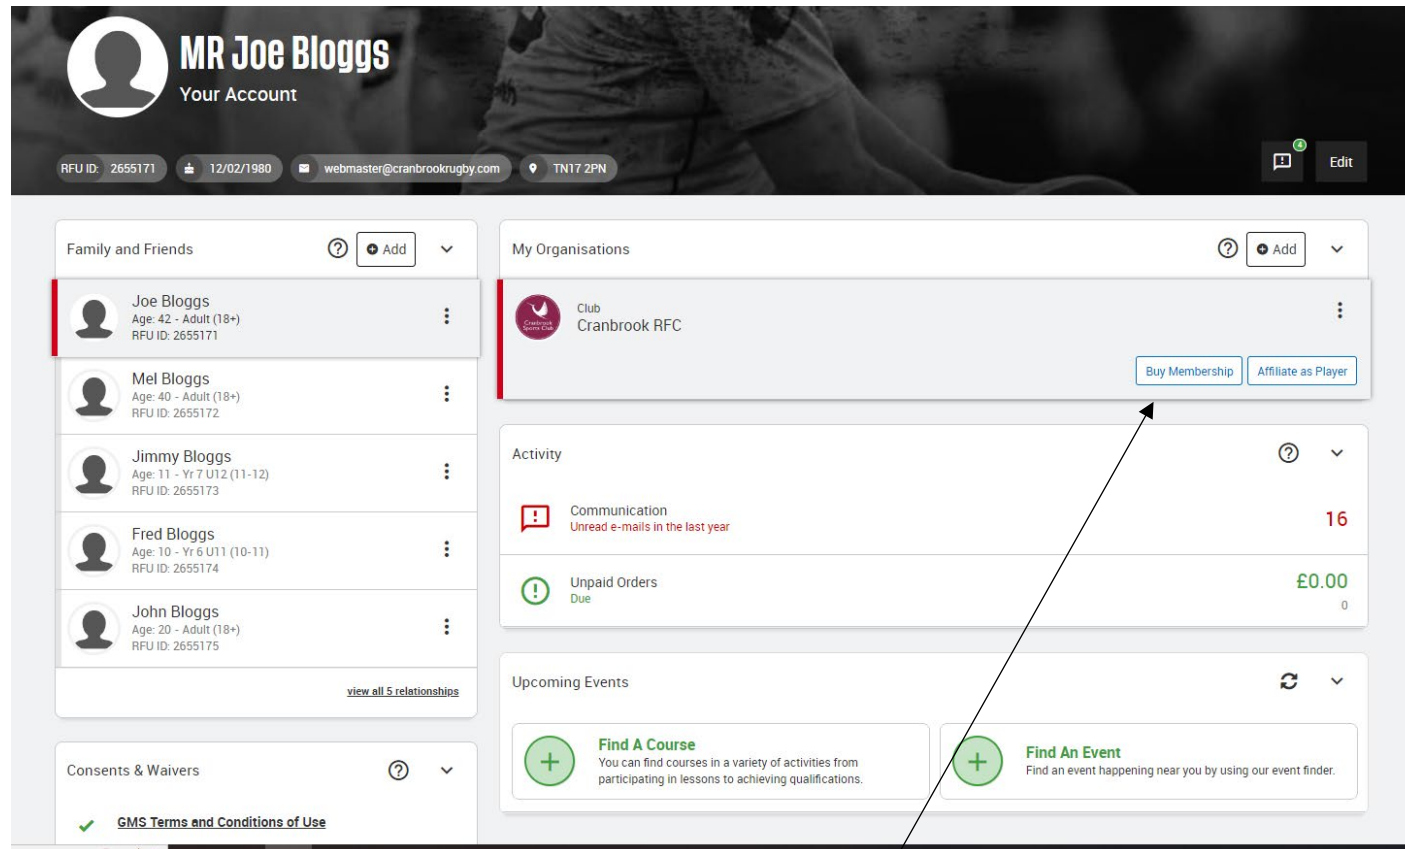 MR Joe Bloggs
Your Account
RFU ID: 2655171 12/02/1980 webmaster@cranbrookrugby.com TN17 2PN
4
Edit
Family and Friends
Add
Joe Bloggs
Age: 42 - Adult (18+)
RFU ID: 2655171
Mel Bloggs
Age: 40 - Adult (18+)
RFU ID: 2655172
Jimmy Bloggs
Age: 11 - Yr 7 U12 (11-12)
RFU ID: 2655173
Fred Bloggs
Age: 10 - Yr 6 U11 (10-11)
RFU ID: 2655174
John Bloggs
Age: 20 - Adult (18+)
RFU ID: 2655175
view all 5 relationships
Consents & Waivers
GMS Terms and Conditions of Use
My Organisations
Add
Cranbrook
Sports Club
Club
Cranbrook RFC
Buy Membership
Affiliate as Player
Activity
Communication
Unread e-mails in the last year
16
Unpaid Orders
Due
£0.00
0
Upcoming Events
Find A Course
You can find courses in a variety of activities from
participating in lessons to achieving qualifications.
Find An Event
Find an event happening near you by using our event finder.